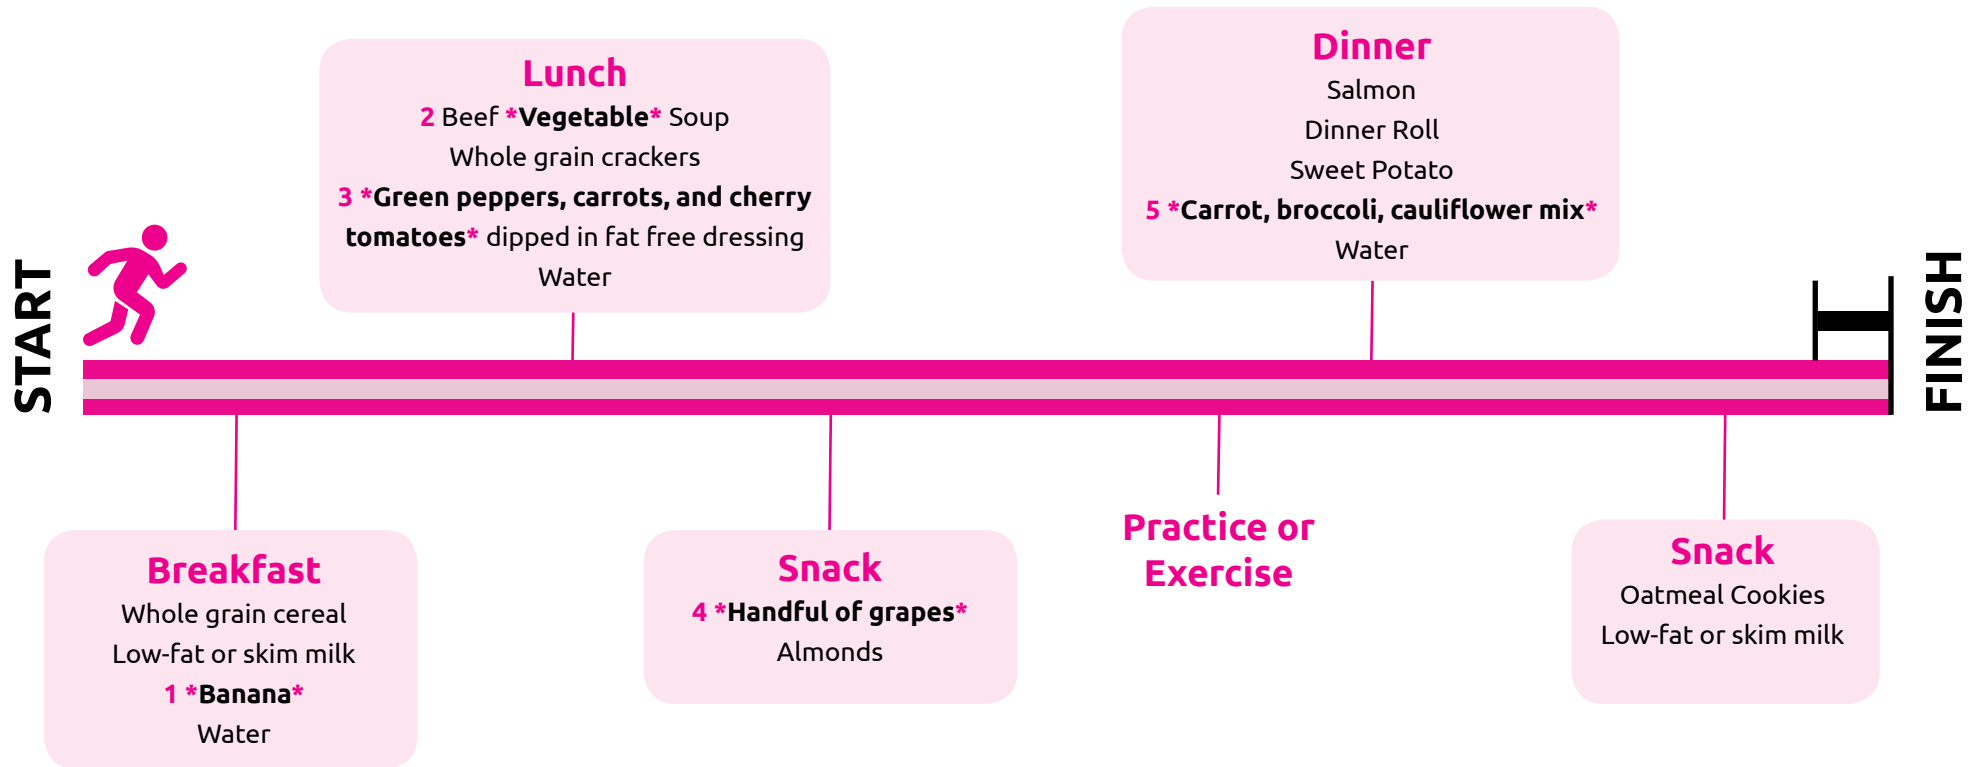 START
Breakfast
Whole grain cereal
Low-fat or skim milk
1 *Banana*
Water
Lunch
2 Beef *Vegetable* Soup
Whole grain crackers
3 *Green peppers, carrots, and cherry
tomatoes* dipped in fat free dressing
Water
Snack
4 *Handful of grapes*
Almonds
Practice or
Exercise
Dinner
Salmon
Dinner Roll
Sweet Potato
5 *Carrot, broccoli, cauliflower mix*
Water
Snack
Oatmeal Cookies
Low-fat or skim milk
FINISH